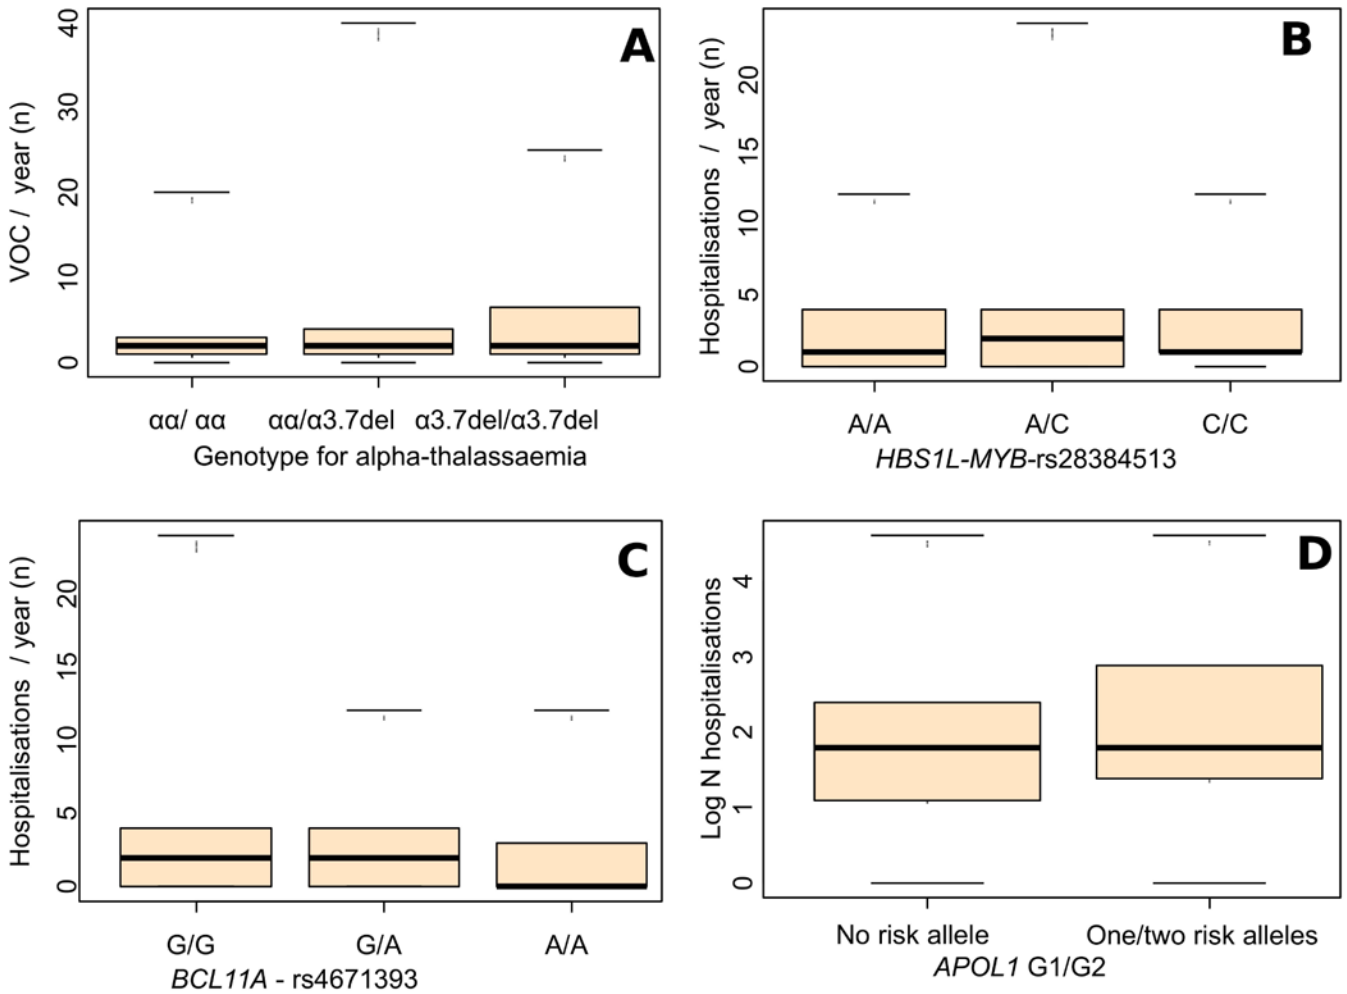 A
VOC / year (n)
40
30
20
10
0
αα/ αα αα/α3.7del α3.7del/α3.7del
Genotype for alpha-thalassaemia
B
Hospitalisations / year (n)
20
15
10
5
0
A/A A/C C/C
HBS1L-MYB-rs28384513
C
Hospitalisations / year (n)
20
15
10
5
0
G/G G/A A/A
BCL11A - rs4671393
D
Log N hospitalisations
4
3
2
1
0
No risk allele One/two risk alleles
APOL1 G1/G2